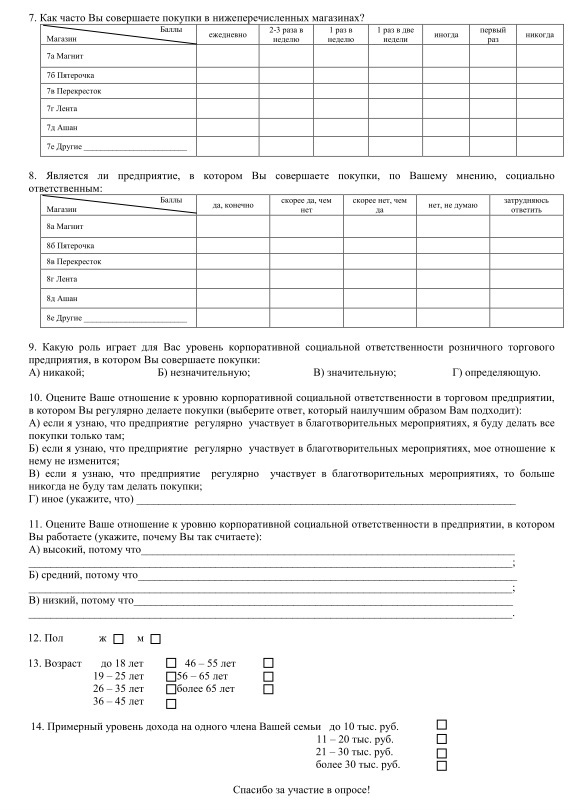 7. Как часто Вы совершаете покупки в нижеперечисленных магазинах?
Баллы
Магазин
ежедневно
2-3 раза в неделю
1 раз в неделю
1 раз в две недели
иногда
первый раз
никогда
7а Магнит
7б Пятерочка
7в Перекресток
7г Лента
7д Ашан
7е Другие ________________________
8. Является ли предприятие, в котором Вы совершаете покупки, по Вашему мнению, социально
ответственным:
Баллы
Магазин
да, конечно
скорее да, чем нет
скорее нет, чем да
нет, не думаю
затрудняюсь ответить
8а Магнит
8б Пятерочка
8в Перекресток
8г Лента
8д Ашан
8е Другие ________________________
9. Какую роль играет для Вас уровень корпоративной социальной ответственности розничного торгового
предприятия, в котором Вы совершаете покупки:
А) никакой; Б) незначительную; В) значительную; Г) определяющую.
10. Оцените Ваше отношение к уровню корпоративной социальной ответственности в торговом предприятии,
в котором Вы регулярно делаете покупки (выберите ответ, который наилучшим образом Вам подходит):
А) если я узнаю, что предприятие регулярно участвует в благотворительных мероприятиях, я буду делать все
покупки только там;
Б) если я узнаю, что предприятие регулярно участвует в благотворительных мероприятиях, мое отношение к
нему не изменится;
В) если я узнаю, что предприятие регулярно участвует в благотворительных мероприятиях, то больше
никогда не буду там делать покупки;
Г) иное (укажите, что) ____________________________________________
11. Оцените Ваше отношение к уровню корпоративной социальной ответственности в предприятии, в котором
Вы работаете (укажите, почему Вы так считаете):
А) высокий, потому что____________________________________________
____________________________________________;
Б) средний, потому что____________________________________________
____________________________________________;
В) низкий, потому что____________________________________________
____________________________________________.
12. Пол ж ☐ м ☐
13. Возраст до 18 лет ☐ 46 – 55 лет ☐
19 – 25 лет ☐ 56 – 65 лет ☐
26 – 35 лет ☐ более 65 лет ☐
36 – 45 лет ☐
14. Примерный уровень дохода на одного члена Вашей семьи до 10 тыс. руб. ☐
11 – 20 тыс. руб. ☐
21 – 30 тыс. руб. ☐
более 30 тыс. руб. ☐
Спасибо за участие в опросе!